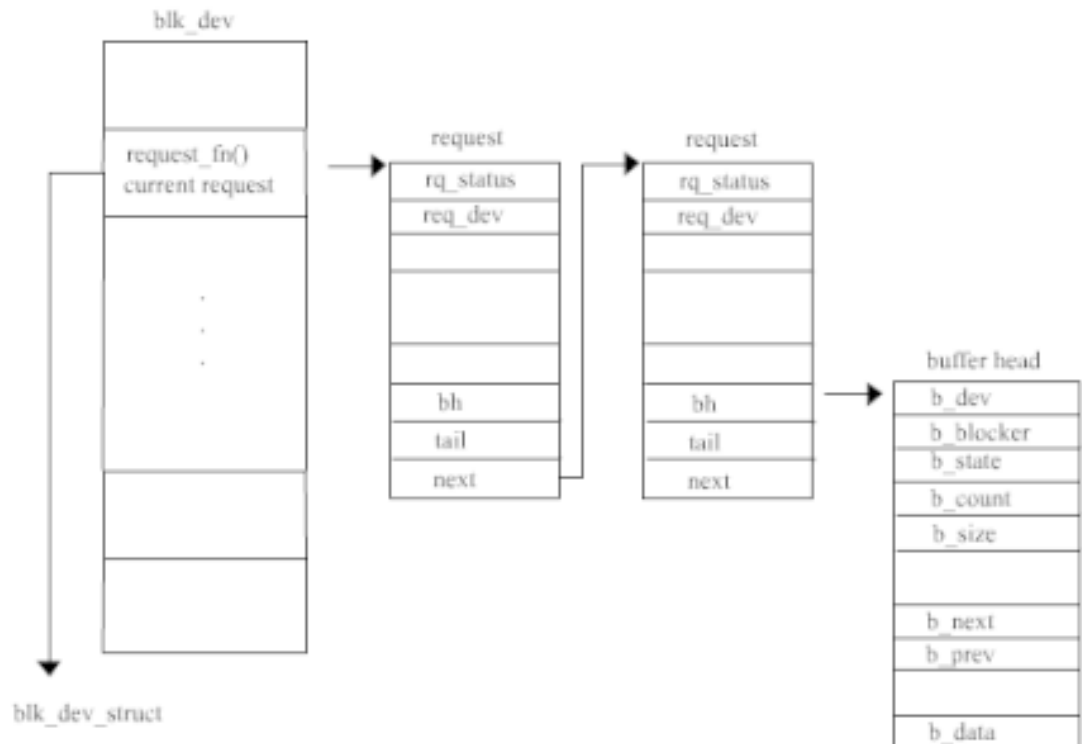 blk_dev
request_fn()
current request
blk_dev_struct
request
rq_status
req_dev
bh
tail
next
request
rq_status
req_dev
bh
tail
next
buffer head
b_dev
b_blocker
b_state
b_count
b_size
b_next
b_prev
b_data